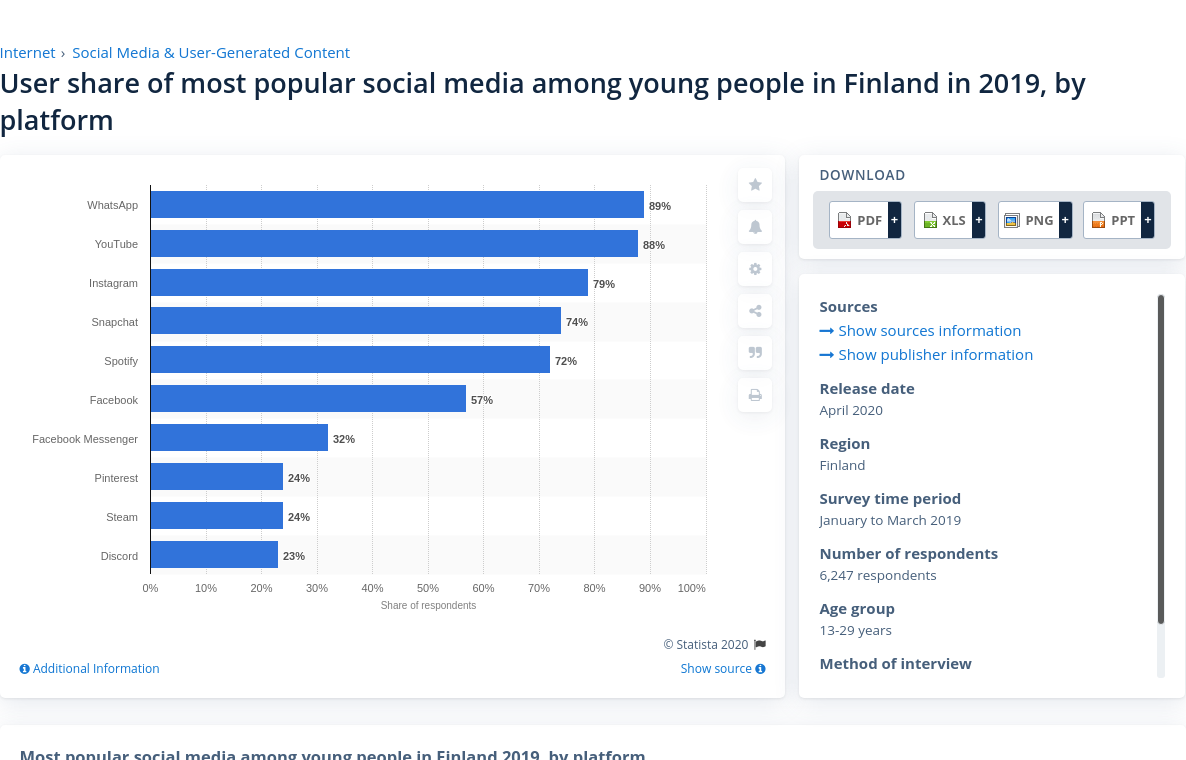 Internet › Social Media & User-Generated Content
User share of most popular social media among young people in Finland in 2019, by
platform
WhatsApp 89%
YouTube 88%
Instagram 79%
Snapchat 74%
Spotify 72%
Facebook 57%
Facebook Messenger 32%
Pinterest 24%
Steam 24%
Discord 23%
0% 10% 20% 30% 40% 50% 60% 70% 80% 90% 100%
Share of respondents
© Statista 2020
Additional Information
Show source
DOWNLOAD
PDF + XLS + PNG + PPT +
Sources
Show sources information
Show publisher information
Release date
April 2020
Region
Finland
Survey time period
January to March 2019
Number of respondents
6,247 respondents
Age group
13-29 years
Method of interview
Most popular social media among young people in Finland 2019, by platform